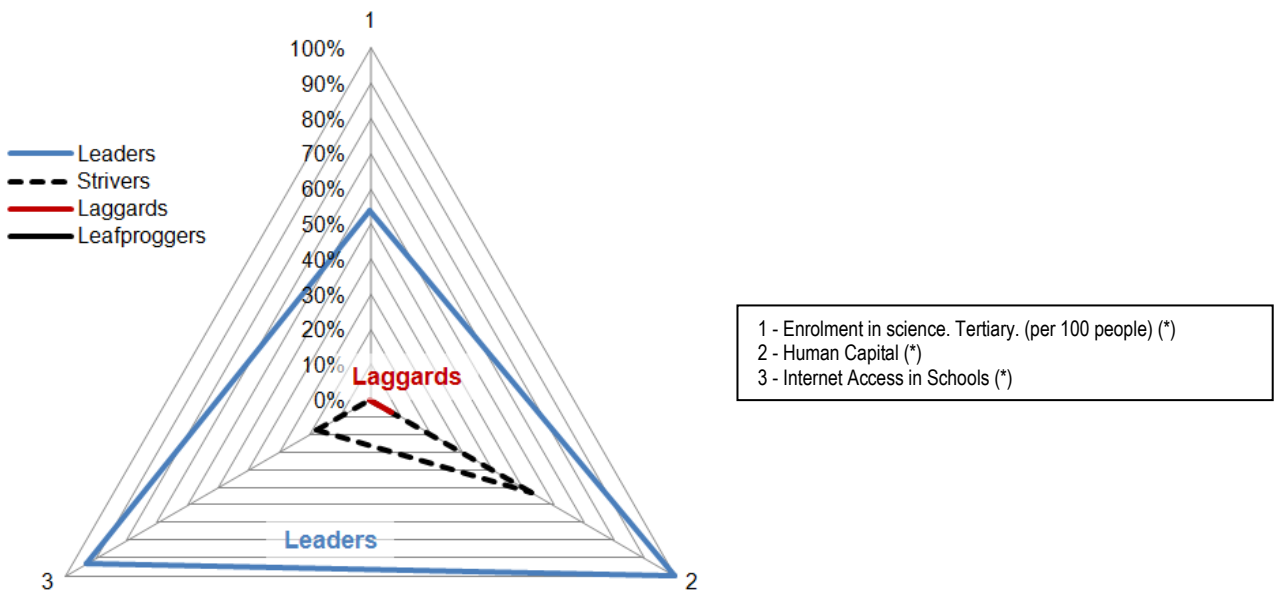 1
100%
90%
80%
70%
60%
50%
40%
30%
20%
10%
0%
Leaders
Strivers
Laggards
Leafproggers
Laggards
Leaders
3
2
1 - Enrolment in science. Tertiary. (per 100 people) (*)
2 - Human Capital (*)
3 - Internet Access in Schools (*)